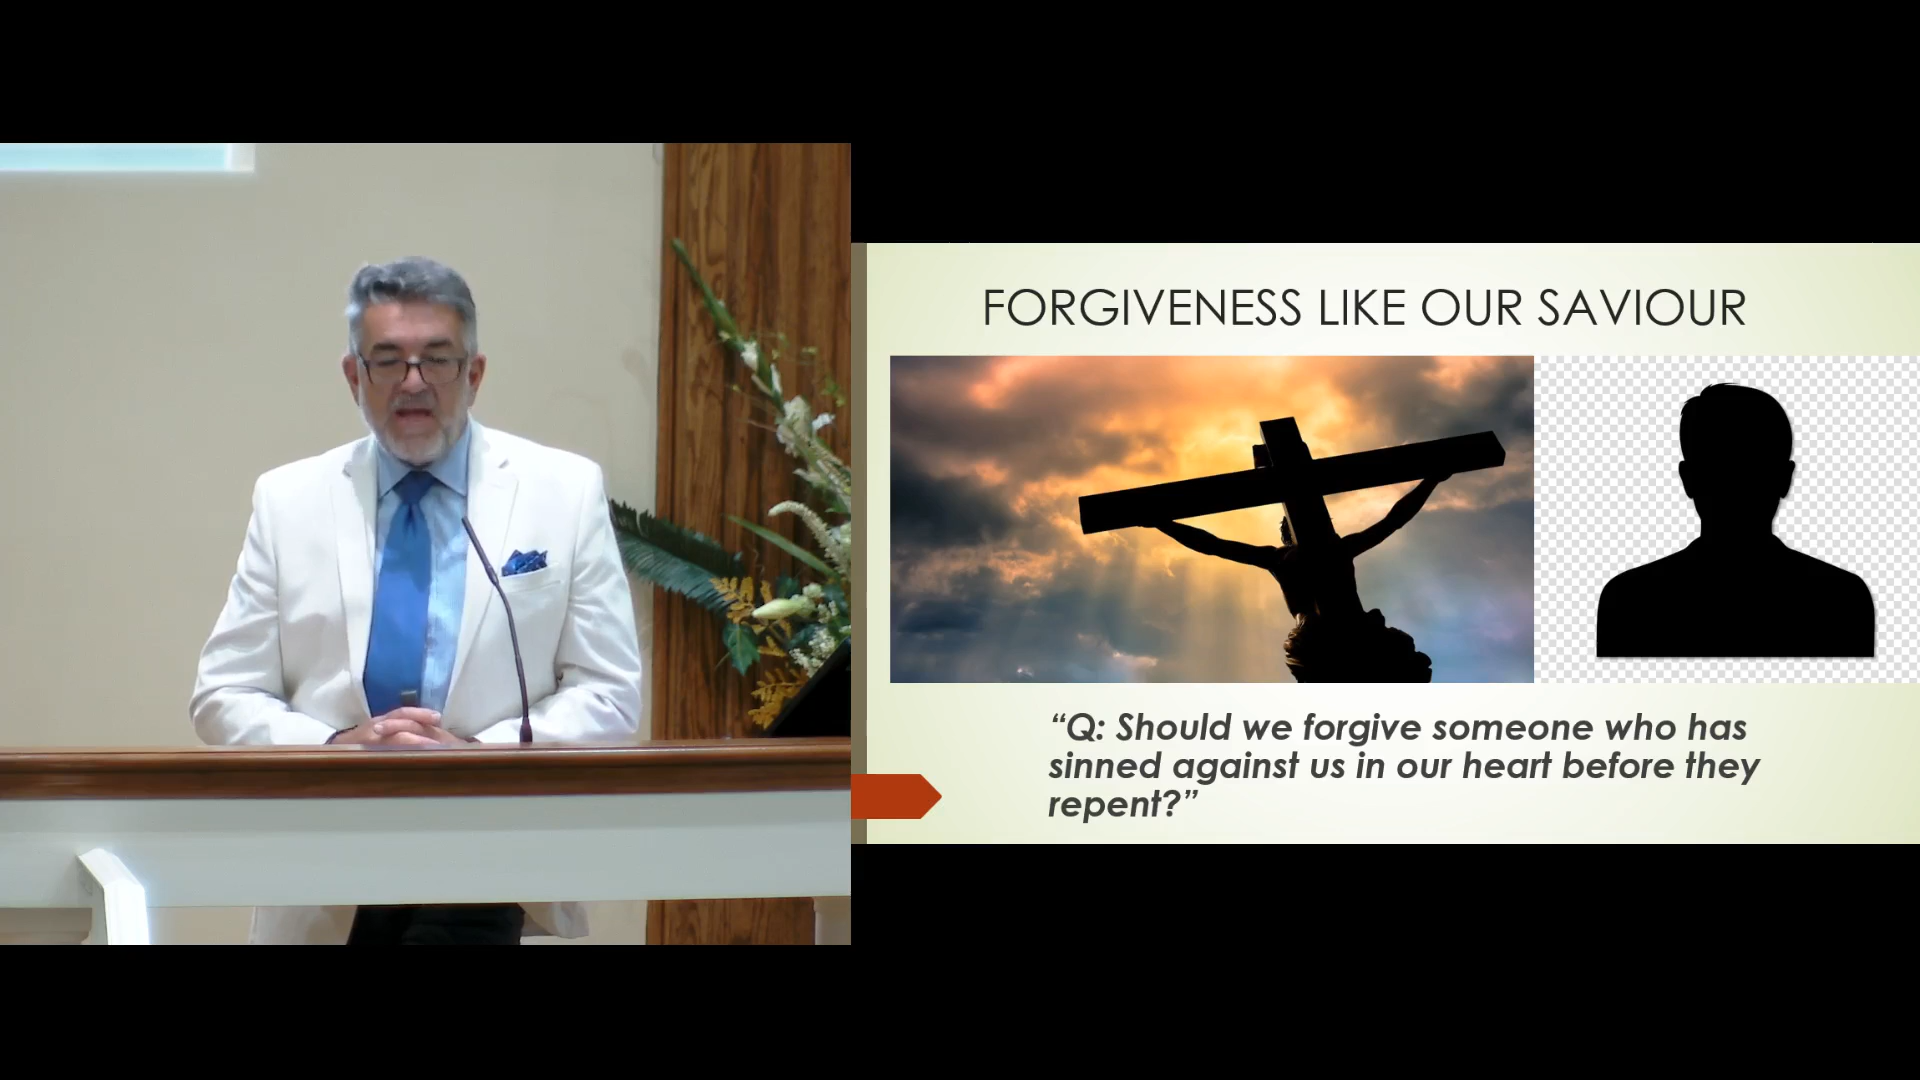 FORGIVENESS LIKE OUR SAVIOUR
“Q: Should we forgive someone who has
sinned against us in our heart before they
repent?”